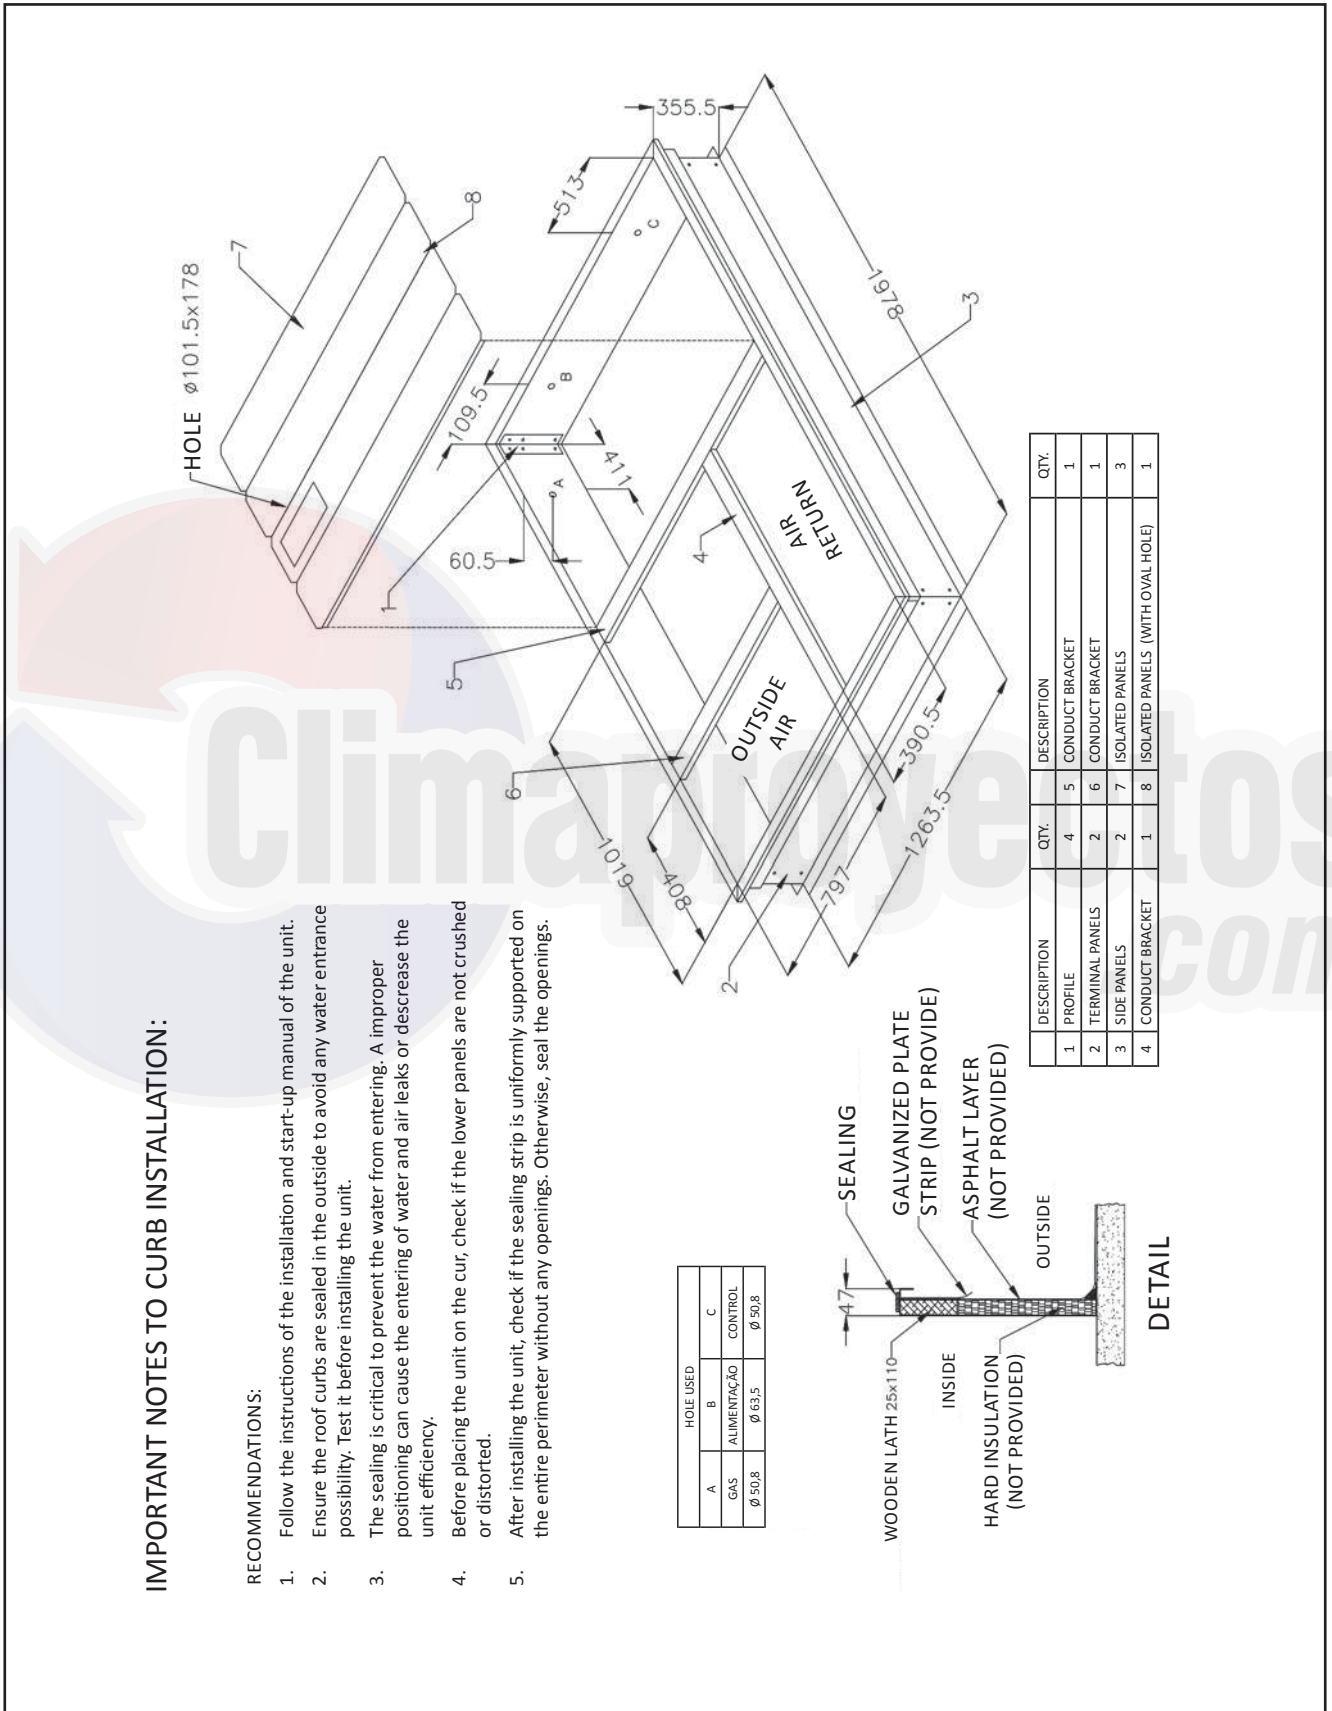 IMPORTANT NOTES TO CURB INSTALLATION:
RECOMMENDATIONS:
1. Follow the instructions of the installation and start-up manual of the unit.
2. Ensure the roof curbs are sealed in the outside to avoid any water entrance
possibility. Test it before installing the unit.
3. The sealing is critical to prevent the water from entering. A improper
positioning can cause the entering of water and air leaks or descrease the
unit efficiency.
4. Before placing the unit on the cur, check if the lower panels are not crushed
or distorted.
5. After installing the unit, check if the sealing strip is uniformly supported on
the entire perimeter without any openings. Otherwise, seal the openings.
HOLE Ø101.5x178
7
8
1
109.5
B
513
C
355.5
60.5
A
411
5
4
6
1019
408
OUTSIDE
AIR
AIR
RETURN
1978
3
2
797
390.5
1263.5
HOLE USED
A B C
GAS ALIMENTAÇÃO CONTROL
Ø 50,8 Ø 63,5 Ø 50,8
47
SEALING
WOODEN LATH 25x110
GALVANIZED PLATE
STRIP (NOT PROVIDE)
INSIDE
ASPHALT LAYER
(NOT PROVIDED)
HARD INSULATION
(NOT PROVIDED)
OUTSIDE
DETAIL
DESCRIPTION QTY. DESCRIPTION QTY.
1 PROFILE 4 5 CONDUCT BRACKET 1
2 TERMINAL PANELS 2 6 CONDUCT BRACKET 1
3 SIDE PANELS 2 7 ISOLATED PANELS 3
4 CONDUCT BRACKET 1 8 ISOLATED PANELS (WITH OVAL HOLE) 1
Climaproyectos
com